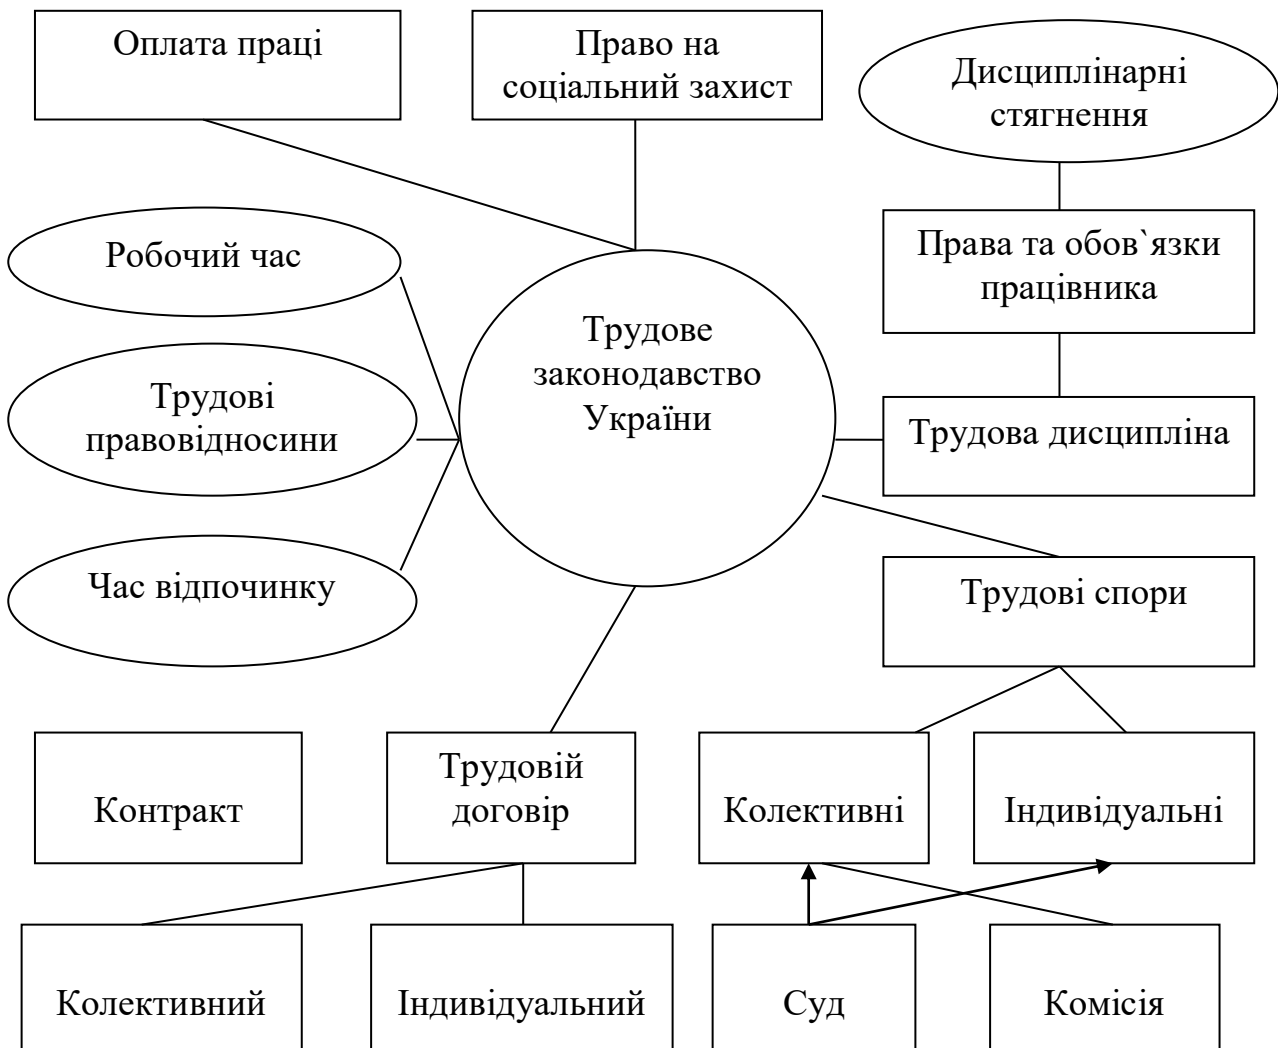 Оплата праці
Право на
соціальний захист
Дисциплінарні
стягнення
Робочий час
Права та обов`язки
працівника
Трудове
законодавство
України
Трудові
правовідносини
Трудова дисципліна
Час відпочинку
Трудові спори
Контракт
Трудовій
договір
Колективні
Індивідуальні
Колективний
Індивідуальний
Суд
Комісія